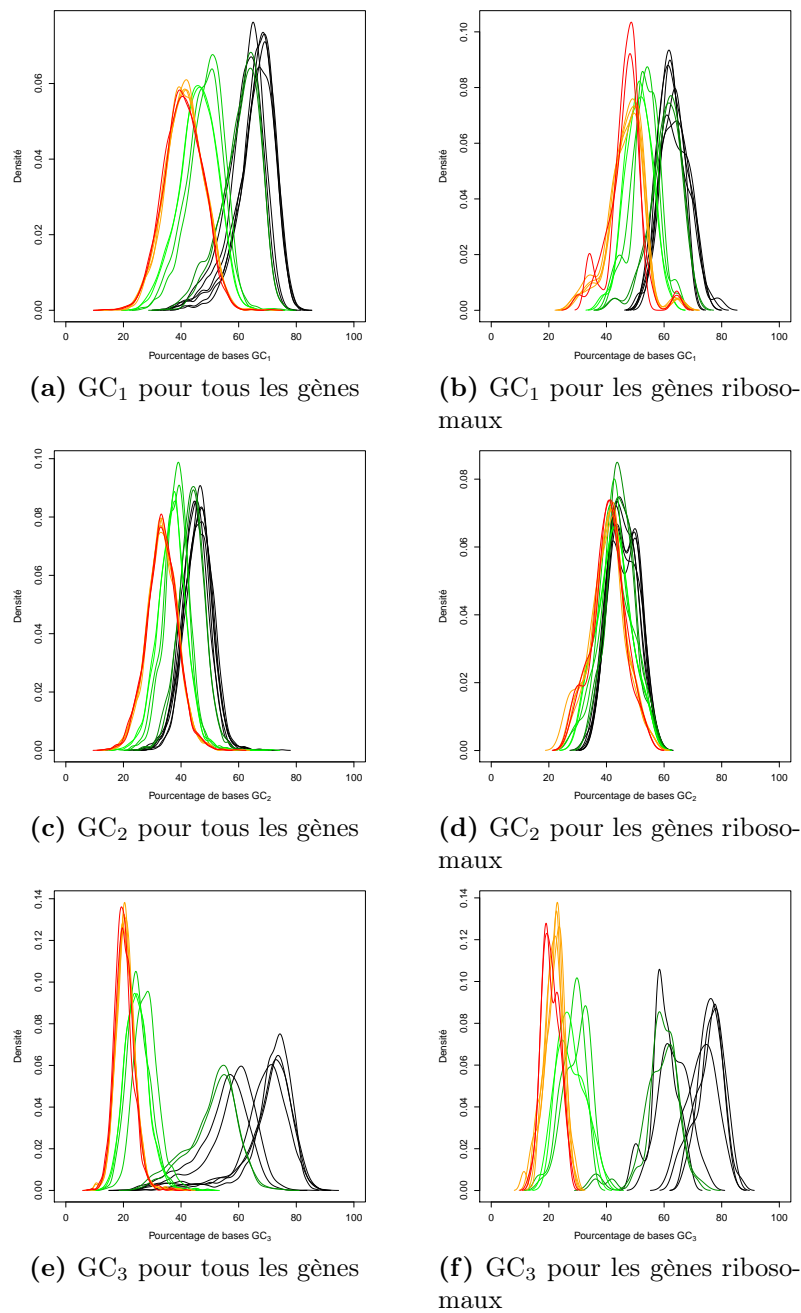 0.00 0.02 0.04 0.06
Densité
0 20 40 60 80 100
Pourcentage de bases GC₁
(a) GC₁ pour tous les gènes
0.00 0.02 0.04 0.06 0.08 0.10
Densité
0 20 40 60 80 100
Pourcentage de bases GC₁
(b) GC₁ pour les gènes riboso-
maux
0.00 0.02 0.04 0.06 0.08 0.10
Densité
0 20 40 60 80 100
Pourcentage de bases GC₂
(c) GC₂ pour tous les gènes
0.00 0.02 0.04 0.06 0.08
Densité
0 20 40 60 80 100
Pourcentage de bases GC₂
(d) GC₂ pour les gènes riboso-
maux
0.00 0.02 0.04 0.06 0.08 0.10 0.12 0.14
Densité
0 20 40 60 80 100
Pourcentage de bases GC₃
(e) GC₃ pour tous les gènes
0.00 0.02 0.04 0.06 0.08 0.10 0.12 0.14
Densité
0 20 40 60 80 100
Pourcentage de bases GC₃
(f) GC₃ pour les gènes riboso-
maux